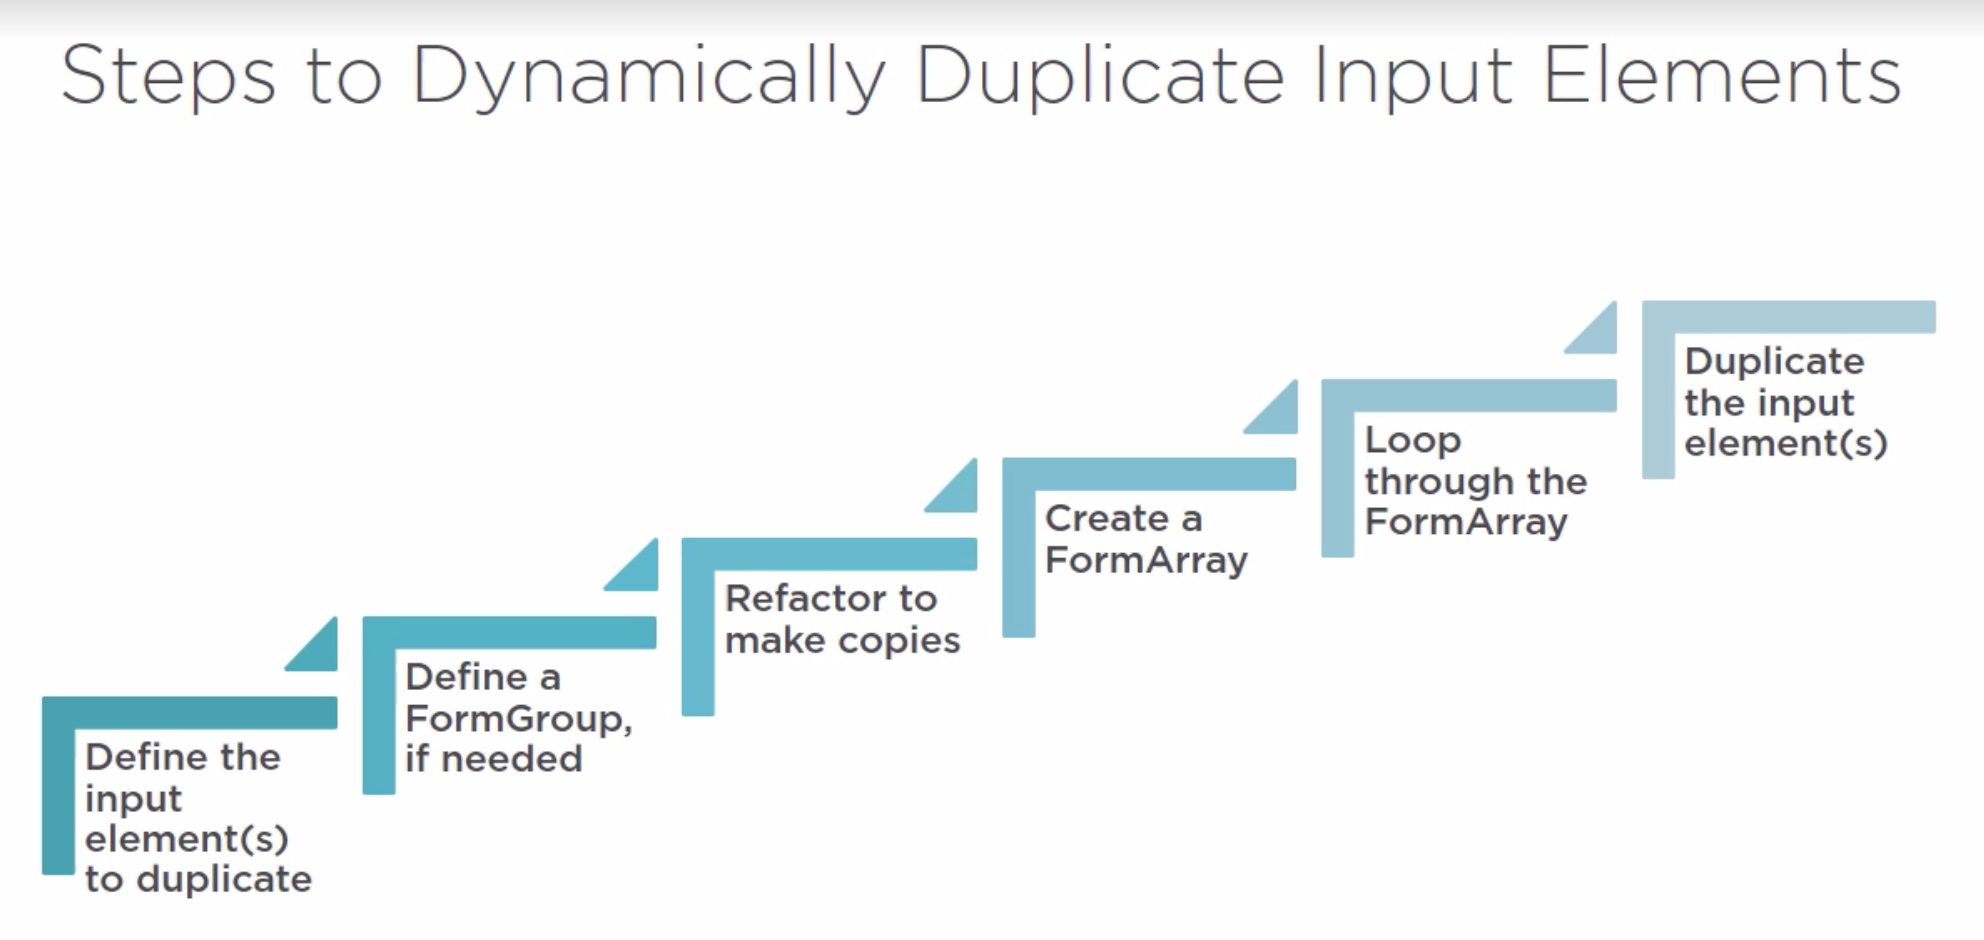 Steps to Dynamically Duplicate Input Elements
Define the
input
element(s)
to duplicate
Define a
FormGroup,
if needed
Refactor to
make copies
Create a
FormArray
Loop
through the
FormArray
Duplicate
the input
element(s)